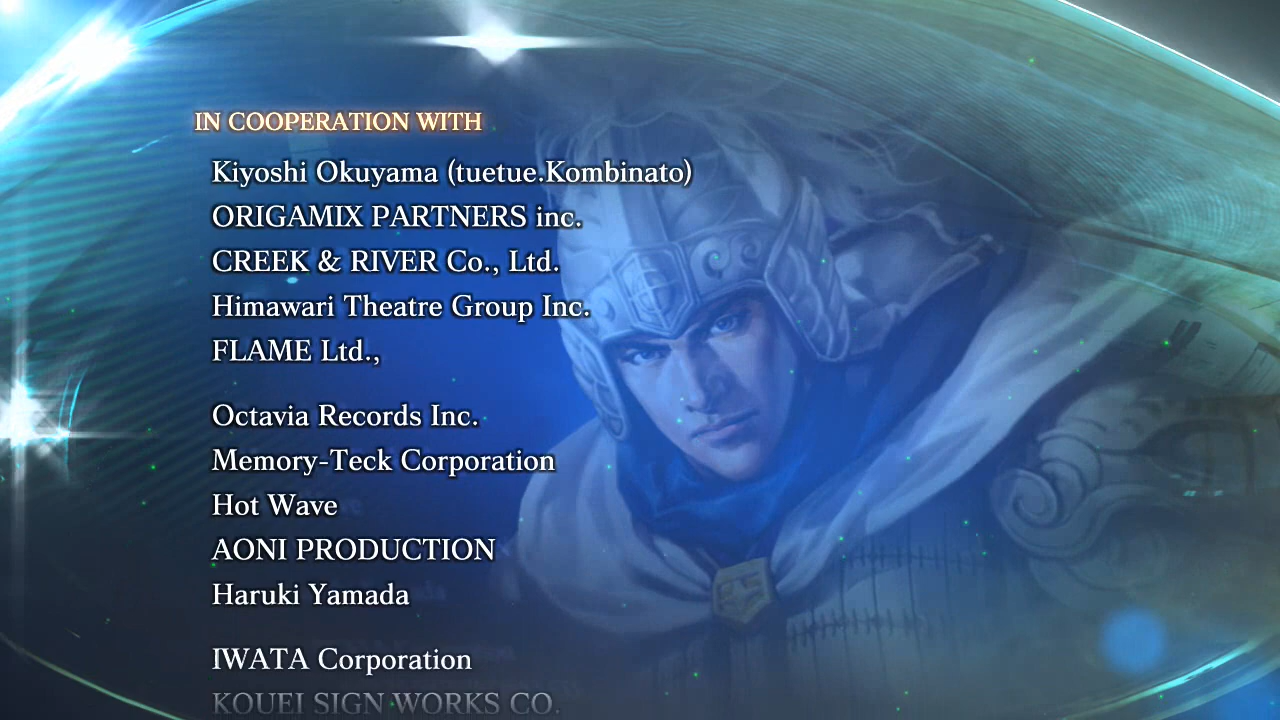 IN COOPERATION WITH
Kiyoshi Okuyama (tuetue.Kombinato)
ORIGAMIX PARTNERS inc.
CREEK & RIVER Co., Ltd.
Himawari Theatre Group Inc.
FLAME Ltd.,
Octavia Records Inc.
Memory-Teck Corporation
Hot Wave
AONI PRODUCTION
Haruki Yamada
IWATA Corporation
KOUEI SIGN WORKS CO.